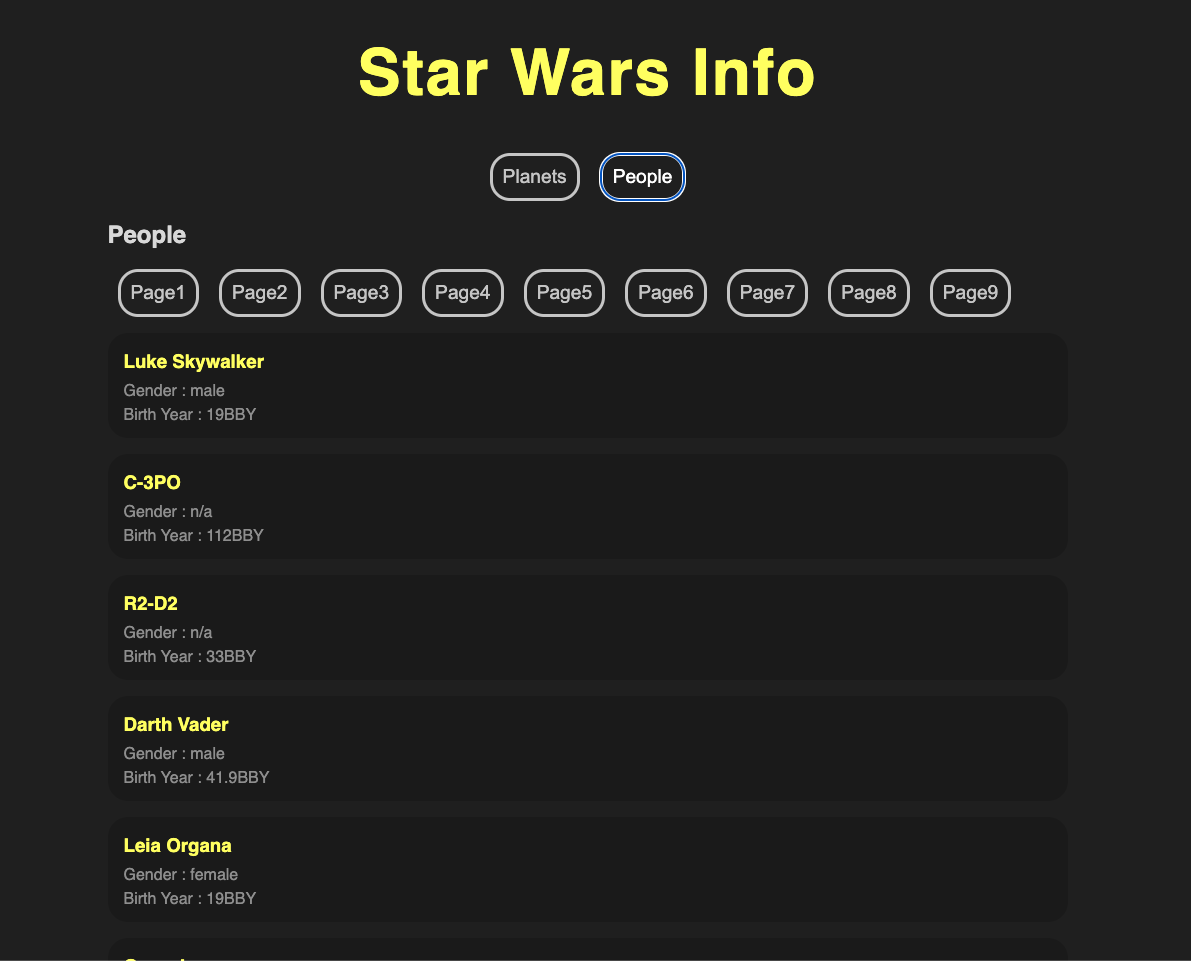 Star Wars Info
Planets People
People
Page1 Page2 Page3 Page4 Page5 Page6 Page7 Page8 Page9
Luke Skywalker
Gender : male
Birth Year : 19BBY
C-3PO
Gender : n/a
Birth Year : 112BBY
R2-D2
Gender : n/a
Birth Year : 33BBY
Darth Vader
Gender : male
Birth Year : 41.9BBY
Leia Organa
Gender : female
Birth Year : 19BBY